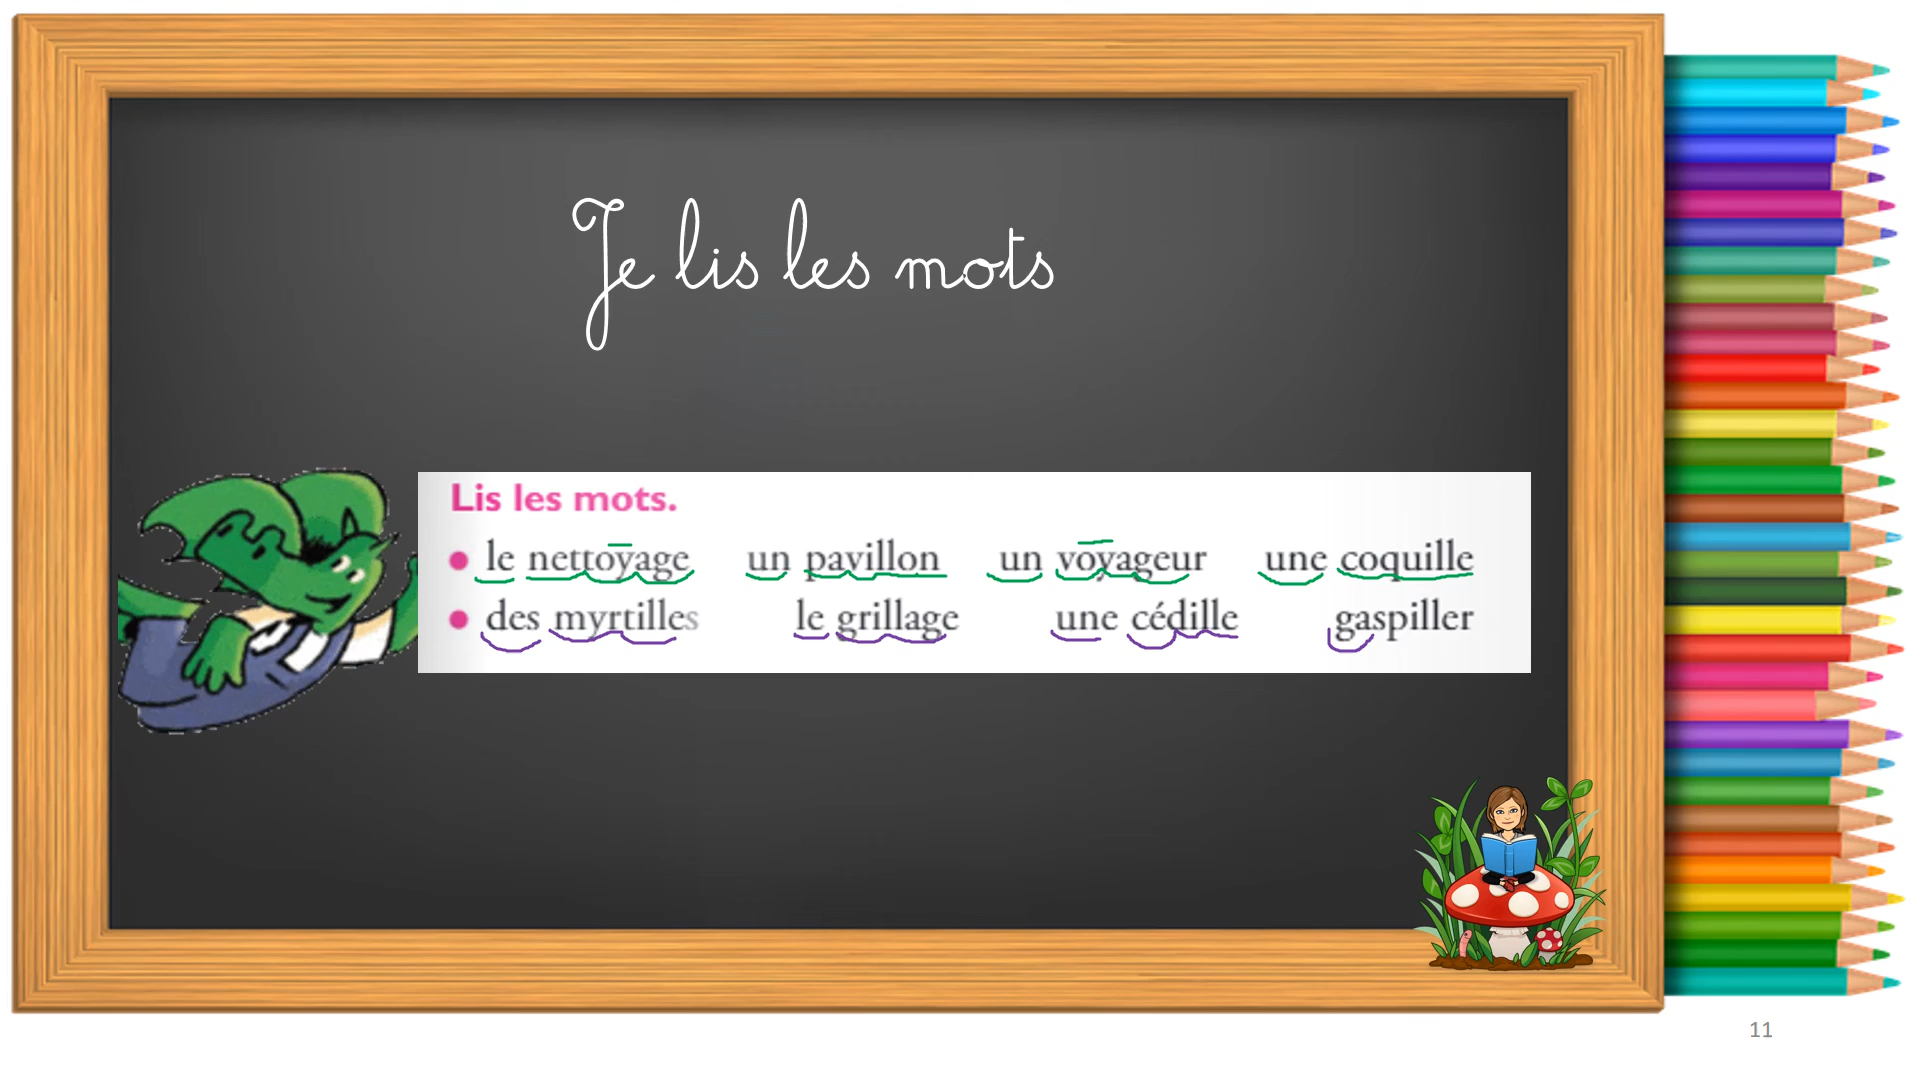 Je lis les mots
Lis les mots.
• le nettoyage un pavillon un voyageur une coquille
• des myrtilles le grillage une cédille gaspiller
11